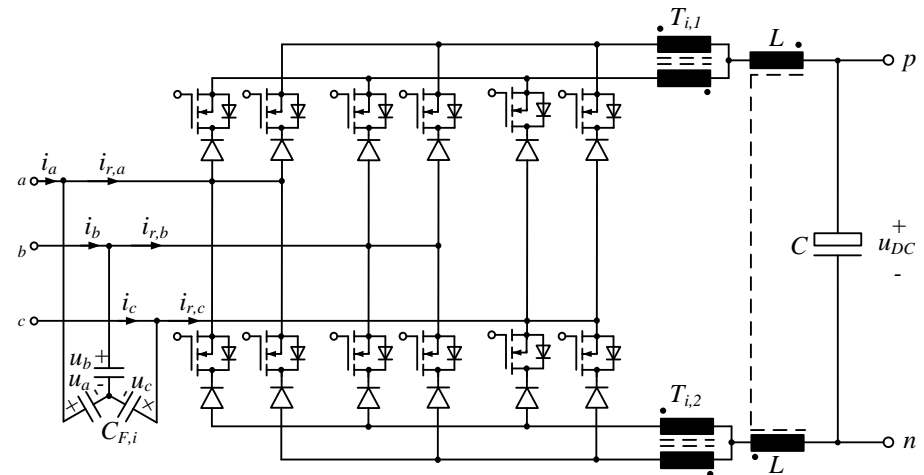 T_{i,1}
L
p
a
i_a
i_{r,a}
b
i_b
i_{r,b}
C
+
u_{DC}
-
c
i_c
i_{r,c}
u_b +
u_a -
u_c
+
-
-
+
C_{F,i}
T_{i,2}
L
n